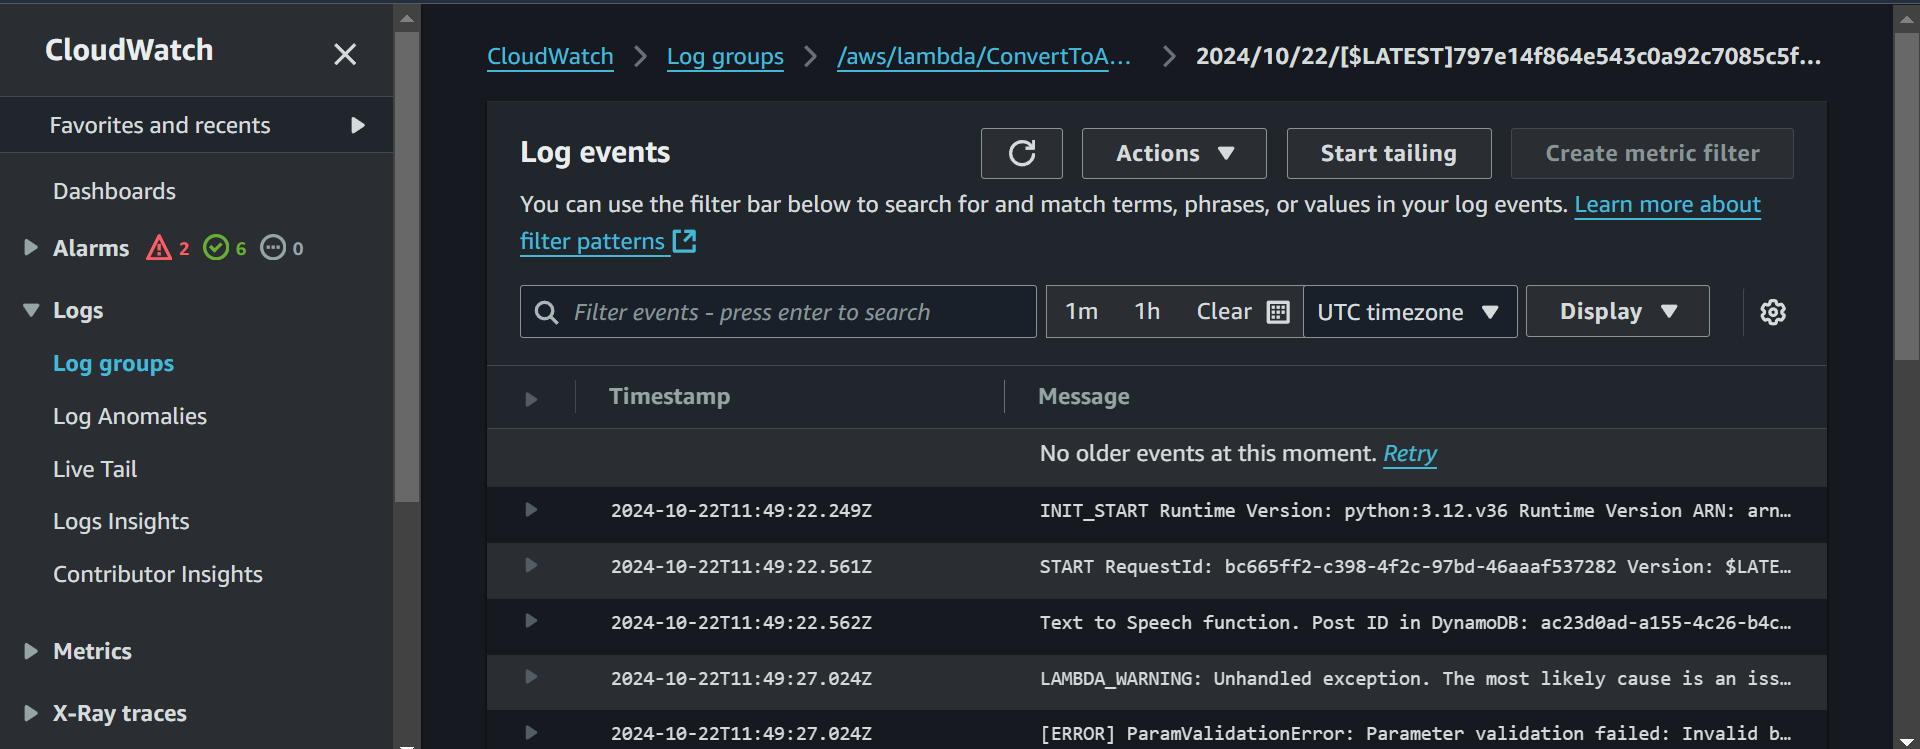 CloudWatch
Favorites and recents
Dashboards
Alarms 2 6 0
Logs
Log groups
Log Anomalies
Live Tail
Logs Insights
Contributor Insights
Metrics
X-Ray traces
CloudWatch Log groups /aws/lambda/ConvertToA... 2024/10/22/[$LATEST]797e14f864e543c0a92c7085c5f...
Log events
Actions Start tailing Create metric filter
You can use the filter bar below to search for and match terms, phrases, or values in your log events. Learn more about
filter patterns
Filter events - press enter to search 1m 1h Clear UTC timezone Display
Timestamp Message
No older events at this moment. Retry
2024-10-22T11:49:22.249Z INIT_START Runtime Version: python:3.12.v36 Runtime Version ARN: arn...
2024-10-22T11:49:22.561Z START RequestId: bc665ff2-c398-4f2c-97bd-46aaaf537282 Version: $LATE...
2024-10-22T11:49:22.562Z Text to Speech function. Post ID in DynamoDB: ac23d0ad-a155-4c26-b4c...
2024-10-22T11:49:27.024Z LAMBDA_WARNING: Unhandled exception. The most likely cause is an iss...
2024-10-22T11:49:27.024Z [ERROR] ParamValidationError: Parameter validation failed: Invalid b...